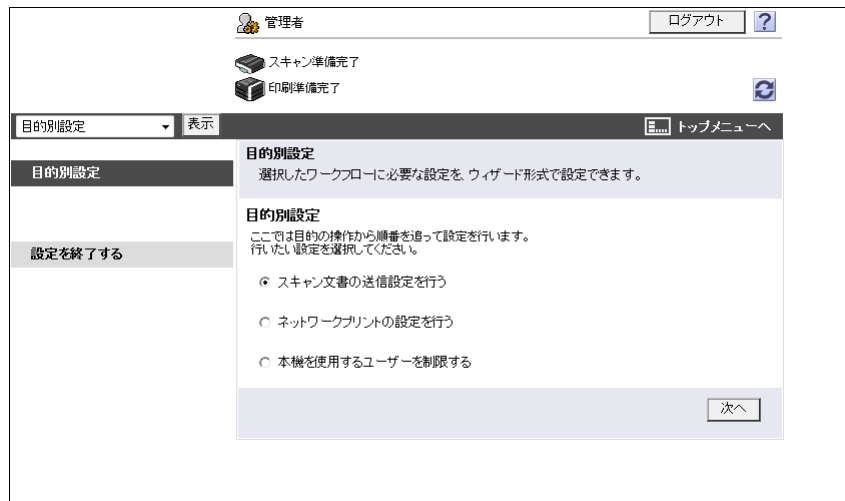 管理者
ログアウト
?
スキャン準備完了
印刷準備完了
目的別設定
表示
トップメニューへ
目的別設定
設定を終了する
目的別設定
選択したワークフローに必要な設定を、ウィザード形式で設定できます。
目的別設定
ここでは目的の操作から順番を追って設定を行います。
行いたい設定を選択してください。
スキャン文書の送信設定を行う
ネットワークプリントの設定を行う
本機を使用するユーザーを制限する
次へ